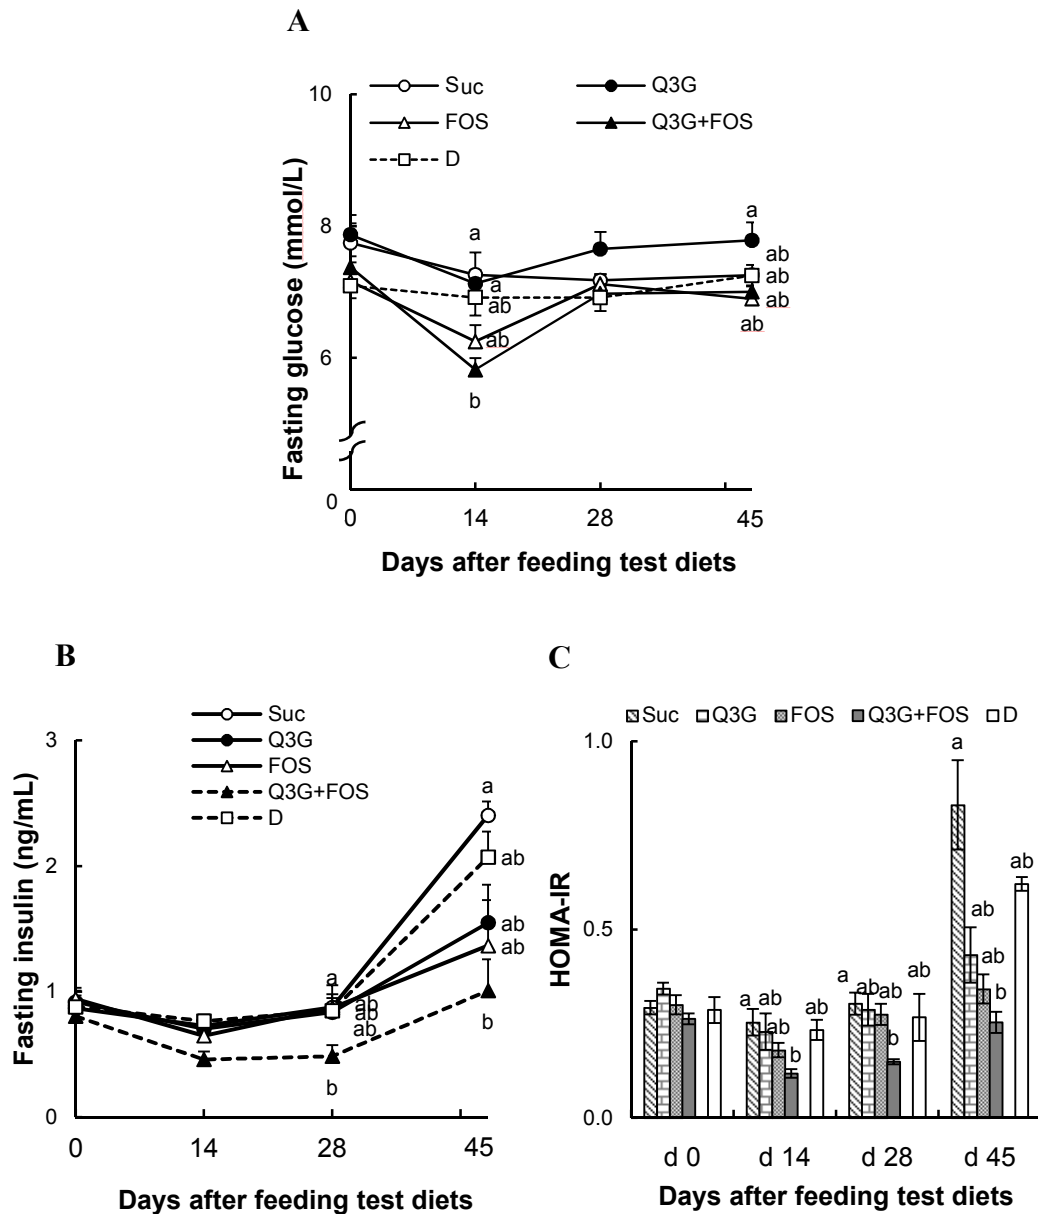 A
Suc
Q3G
FOS
Q3G+FOS
D
10
8
6
0
Fasting glucose (mmol/L)
a
a
ab
ab
b
a
ab
ab
ab
ab
0
14
28
45
Days after feeding test diets
B
Suc
Q3G
FOS
Q3G+FOS
D
3
2
1
0
Fasting insulin (ng/mL)
a
ab
ab
ab
b
a
ab
ab
ab
b
0
14
28
45
Days after feeding test diets
C
Suc
Q3G
FOS
Q3G+FOS
D
1.0
0.5
0.0
HOMA-IR
a
ab
ab
b
ab
a
ab
ab
b
ab
a
ab
ab
b
ab
d 0
d 14
d 28
d 45
Days after feeding test diets